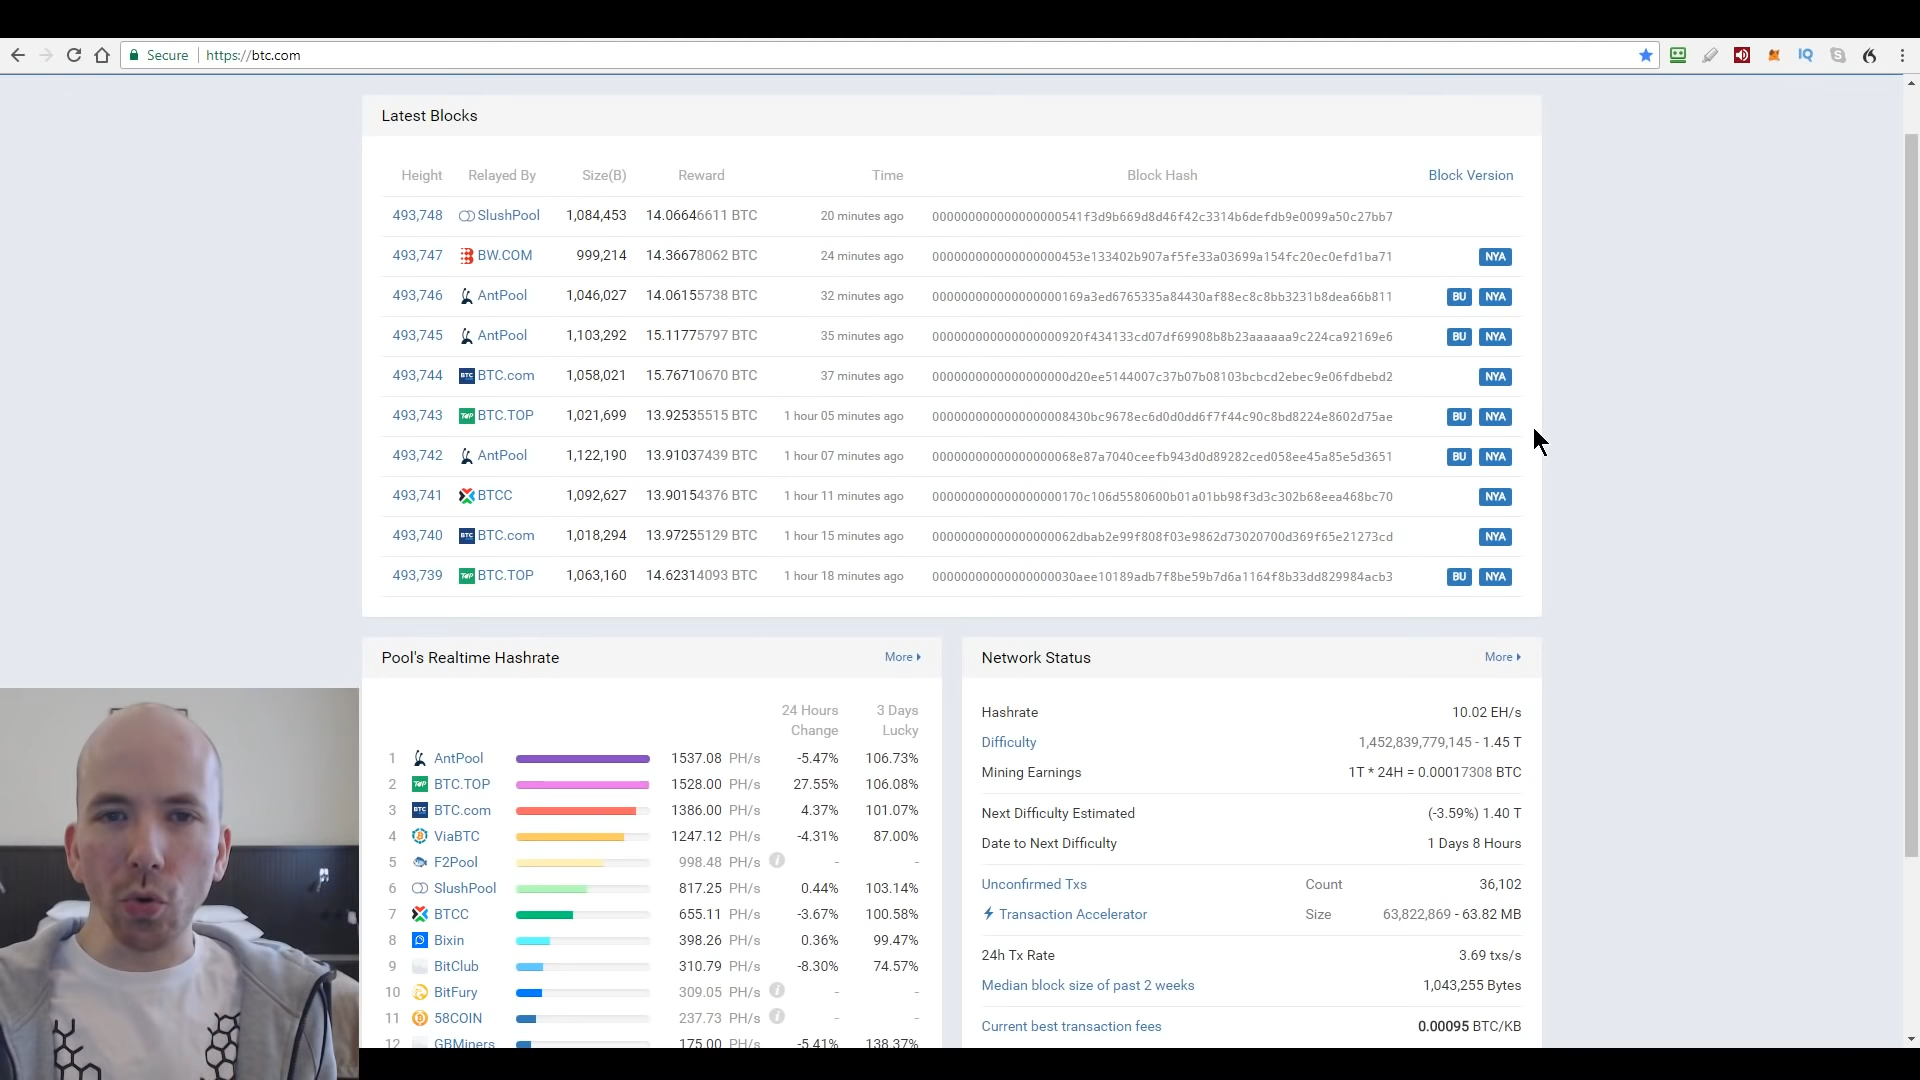 Secure https://btc.com
Latest Blocks
Height Relayed By Size(B) Reward Time Block Hash Block Version
493,748 SlushPool 1,084,453 14.06646611 BTC 20 minutes ago 000000000000000000541f3d9b669d8d46f42c3314b6defdb9e0099a50c27bb7
493,747 BW.COM 999,214 14.36678062 BTC 24 minutes ago 000000000000000000453e133402b907af5fe33a03699a154fc20ec0efd1ba71 NYA
493,746 AntPool 1,046,027 14.06155738 BTC 32 minutes ago 000000000000000000169a3ed6765335a84430af88ec8c8bb3231b8dea66b811 BU NYA
493,745 AntPool 1,103,292 15.11775797 BTC 35 minutes ago 000000000000000000920f434133cd07df69908b8b23aaaaaa9c224ca92169e6 BU NYA
493,744 BTC.com 1,058,021 15.76710670 BTC 37 minutes ago 000000000000000000d20ee5144007c37b07b08103bcbcd2ebec9e06fdbebd2 NYA
493,743 BTC.TOP 1,021,699 13.92535515 BTC 1 hour 05 minutes ago 0000000000000000008430bc9678ec6d0d0dd6f7f44c90c8bd8224e8602d75ae BU NYA
493,742 AntPool 1,122,190 13.91037439 BTC 1 hour 07 minutes ago 00000000000000000068e87a7040ceefb943d0d89282ced058ee45a85e5d3651 BU NYA
493,741 BTCC 1,092,627 13.90154376 BTC 1 hour 11 minutes ago 000000000000000000170c106d5580600b01a01bb98f3d3c302b68eea468bc70 NYA
493,740 BTC.com 1,018,294 13.97255129 BTC 1 hour 15 minutes ago 00000000000000000062dbab2e99f808f03e9862d73020700d369f65e21273cd NYA
493,739 BTC.TOP 1,063,160 14.62314093 BTC 1 hour 18 minutes ago 00000000000000000030aee10189adb7f8be59b7d6a1164f8b33dd829984acb3 BU NYA
Pool's Realtime Hashrate More
24 Hours Change 3 Days Lucky
1 AntPool 1537.08 PH/s -5.47% 106.73%
2 BTC.TOP 1528.00 PH/s 27.55% 106.08%
3 BTC.com 1386.00 PH/s 4.37% 101.07%
4 ViaBTC 1247.12 PH/s -4.31% 87.00%
5 F2Pool 998.48 PH/s - -
6 SlushPool 817.25 PH/s 0.44% 103.14%
7 BTCC 655.11 PH/s -3.67% 100.58%
8 Bixin 398.26 PH/s 0.36% 99.47%
9 BitClub 310.79 PH/s -8.30% 74.57%
10 BitFury 309.05 PH/s - -
11 58COIN 237.73 PH/s - -
12 GBMiners 175.00 PH/s -5.41% 138.37%
Network Status More
Hashrate 10.02 EH/s
Difficulty 1,452,839,779,145 - 1.45 T
Mining Earnings 1T * 24H = 0.00017308 BTC
Next Difficulty Estimated (-3.59%) 1.40 T
Date to Next Difficulty 1 Days 8 Hours
Unconfirmed Txs Count 36,102
Transaction Accelerator Size 63,822,869 - 63.82 MB
24h Tx Rate 3.69 txs/s
Median block size of past 2 weeks 1,043,255 Bytes
Current best transaction fees 0.00095 BTC/KB